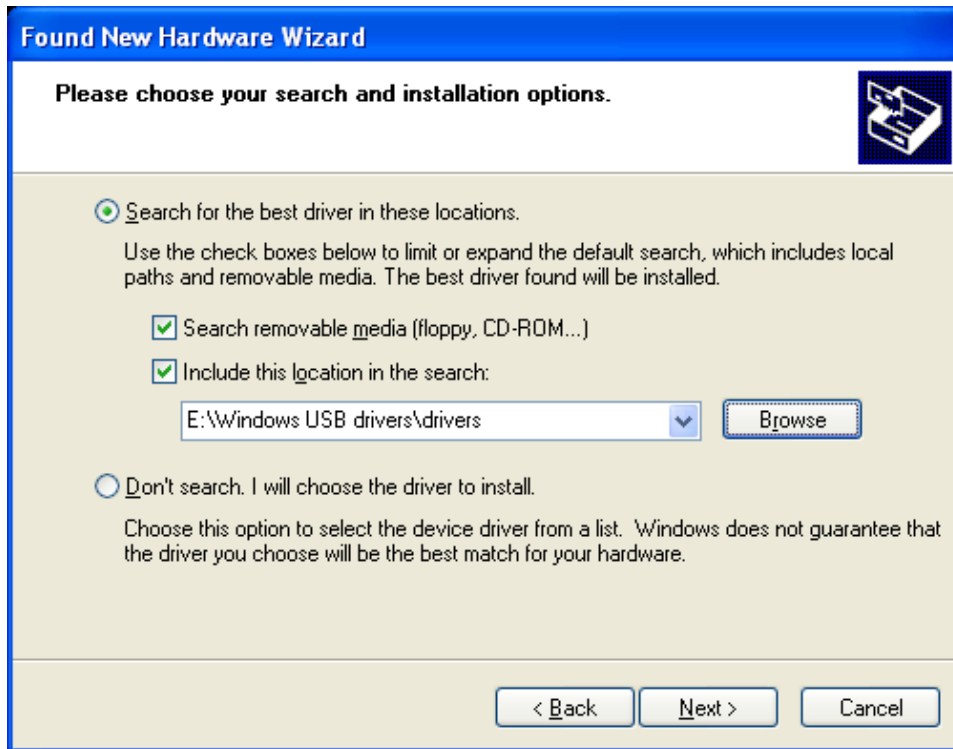 Found New Hardware Wizard
Please choose your search and installation options.
Search for the best driver in these locations.
Use the check boxes below to limit or expand the default search, which includes local
paths and removable media. The best driver found will be installed.
Search removable media (floppy, CD-ROM...)
Include this location in the search:
E:\Windows USB drivers\drivers
Browse
Don't search. I will choose the driver to install.
Choose this option to select the device driver from a list.  Windows does not guarantee that
the driver you choose will be the best match for your hardware.
< Back
Next >
Cancel